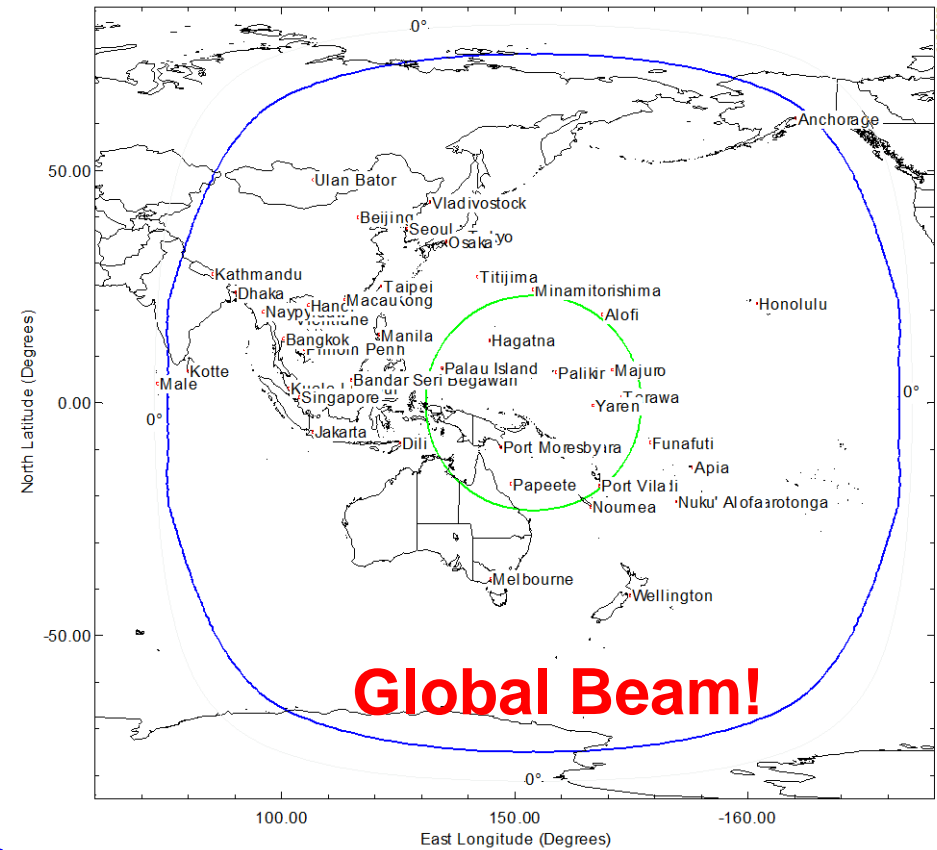 0°
Anchorage
50.00
Ulan Bator
Vladivostock
Beijing
Seoul
Osaka
Kathmandu
Titijima
Dhaka
Taipei
Minamitorishima
Macau
Honolulu
Alofi
Manila
Hagatna
Bangkok
Palau Island
Palikir
Majuro
Kotte
Male
Bandar Seri Begawan
Singapore
0.00
Yaren
0°
0°
Jakarta
Dili
Port Moresby
Funafuti
Apia
Papeete
Port Vila
Noumea
Nuku' Alofa
Melbourne
Wellington
-50.00
Global Beam!
0°
100.00
150.00
-160.00
East Longitude (Degrees)
North Latitude (Degrees)